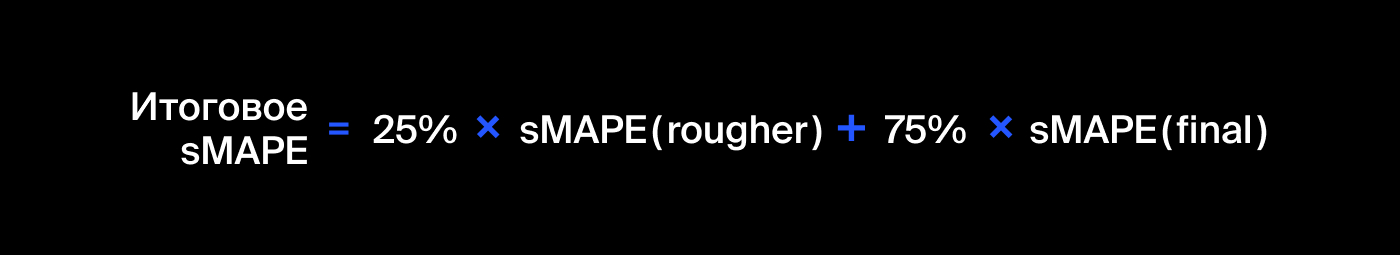 Итоговое
sMAPE = 25% × sMAPE(rougher) + 75% × sMAPE(final)